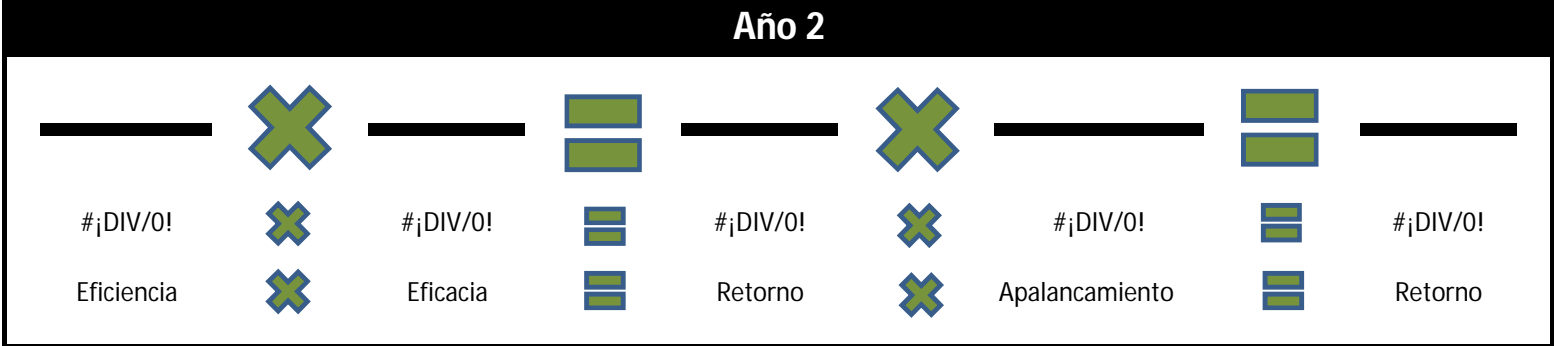 Año 2
#¡DIV/0! #¡DIV/0! #¡DIV/0! #¡DIV/0! #¡DIV/0!
Eficiencia Eficacia Retorno Apalancamiento Retorno